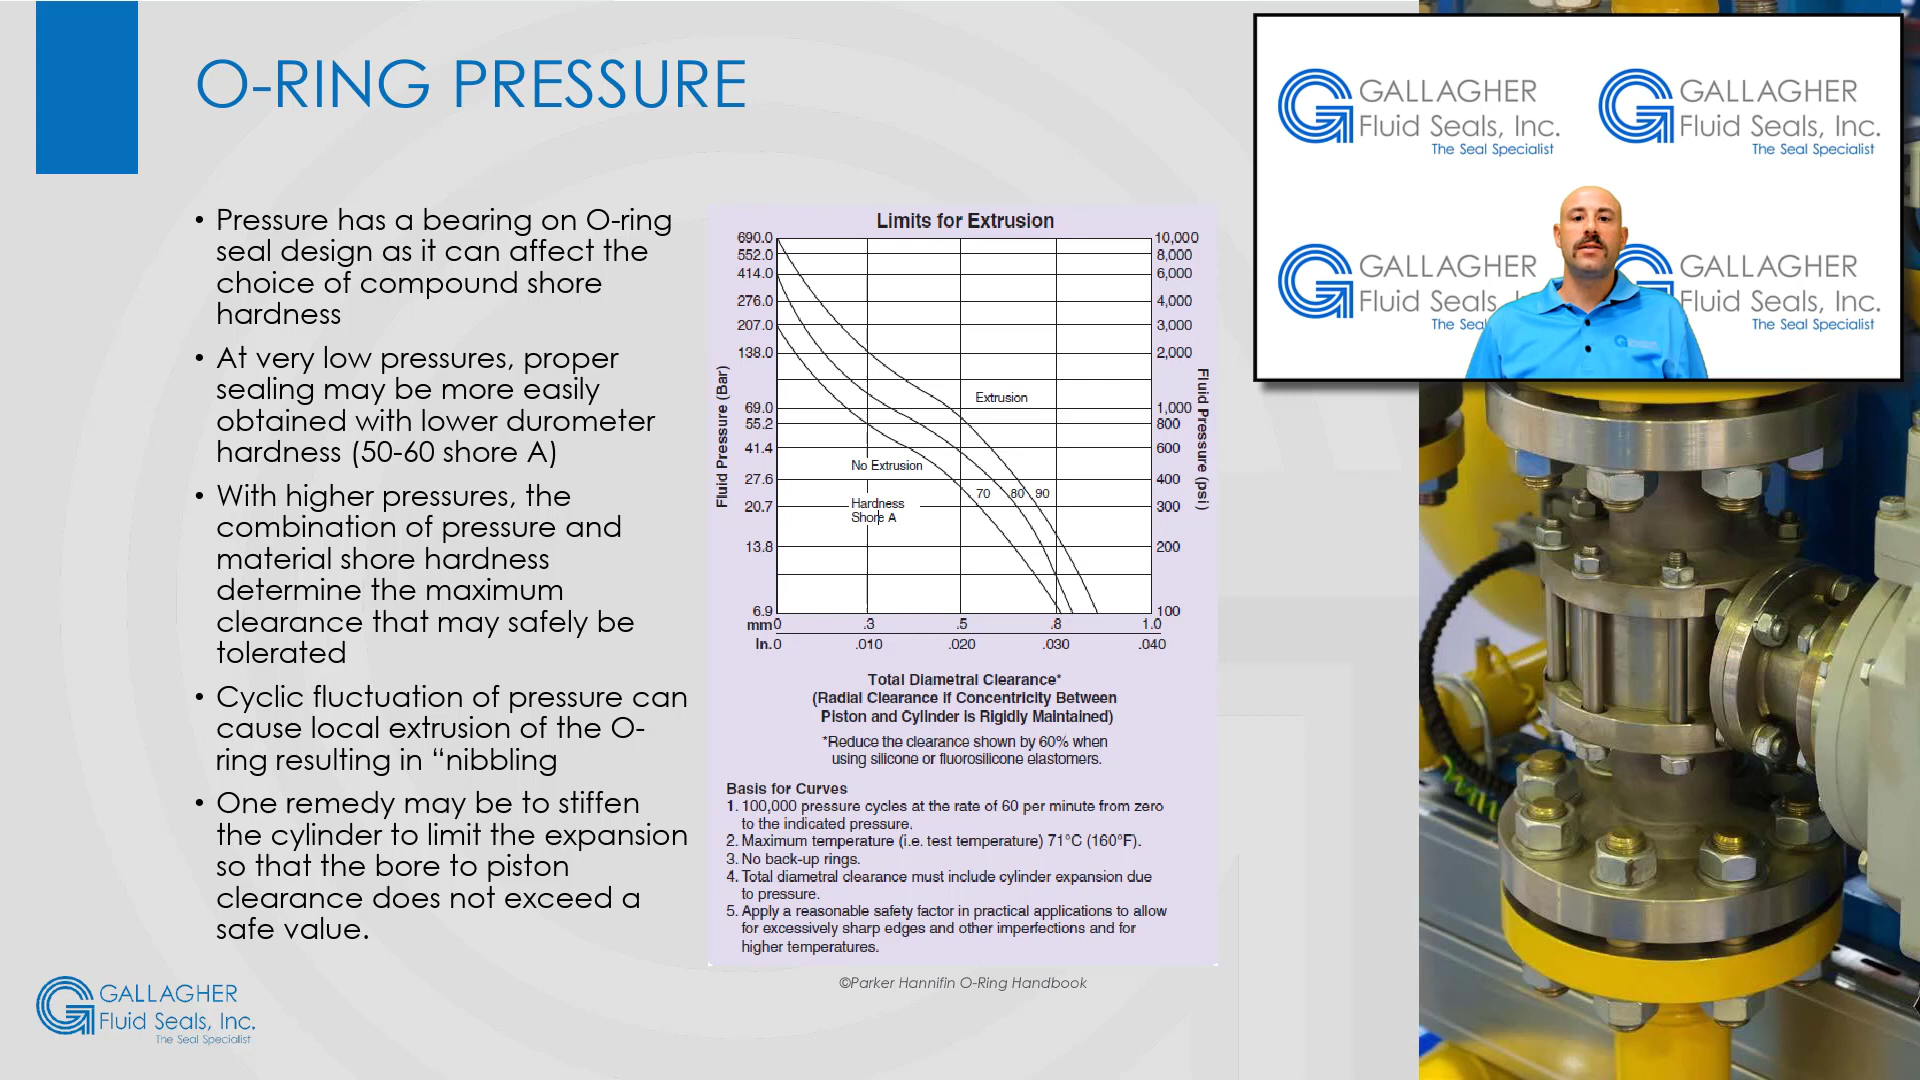 O-RING PRESSURE
• Pressure has a bearing on O-ring
seal design as it can affect the
choice of compound shore
hardness
• At very low pressures, proper
sealing may be more easily
obtained with lower durometer
hardness (50-60 shore A)
• With higher pressures, the
combination of pressure and
material shore hardness
determine the maximum
clearance that may safely be
tolerated
• Cyclic fluctuation of pressure can
cause local extrusion of the O-
ring resulting in “nibbling
• One remedy may be to stiffen
the cylinder to limit the expansion
so that the bore to piston
clearance does not exceed a
safe value.
GALLAGHER
Fluid Seals, Inc.
The Seal Specialist
Limits for Extrusion
Fluid Pressure (Bar)
690.0
552.0
414.0
276.0
207.0
138.0
69.0
55.2
41.4
27.6
20.7
13.8
6.9
10,000
8,000
6,000
4,000
3,000
2,000
1,000
800
600
400
300
200
100
Fluid Pressure (psi)
Extrusion
No Extrusion
70 80 90
Hardness
Shore A
mm 0 .3 .5 .8 1.0
In. 0 .010 .020 .030 .040
Total Diametral Clearance*
(Radial Clearance if Concentricity Between
Piston and Cylinder is Rigidly Maintained)
*Reduce the clearance shown by 60% when
using silicone or fluorosilicone elastomers.
Basis for Curves
1. 100,000 pressure cycles at the rate of 60 per minute from zero
to the indicated pressure.
2. Maximum temperature (i.e. test temperature) 71°C (160°F).
3. No back-up rings.
4. Total diametral clearance must include cylinder expansion due
to pressure.
5. Apply a reasonable safety factor in practical applications to allow
for excessively sharp edges and other imperfections and for
higher temperatures.
©Parker Hannifin O-Ring Handbook
GALLAGHER
Fluid Seals, Inc.
The Seal Specialist
GALLAGHER
Fluid Seals, Inc.
The Seal Specialist
GALLAGHER
Fluid Seals, I
The Seal
GALLAGHER
Fluid Seals, Inc.
The Seal Specialist